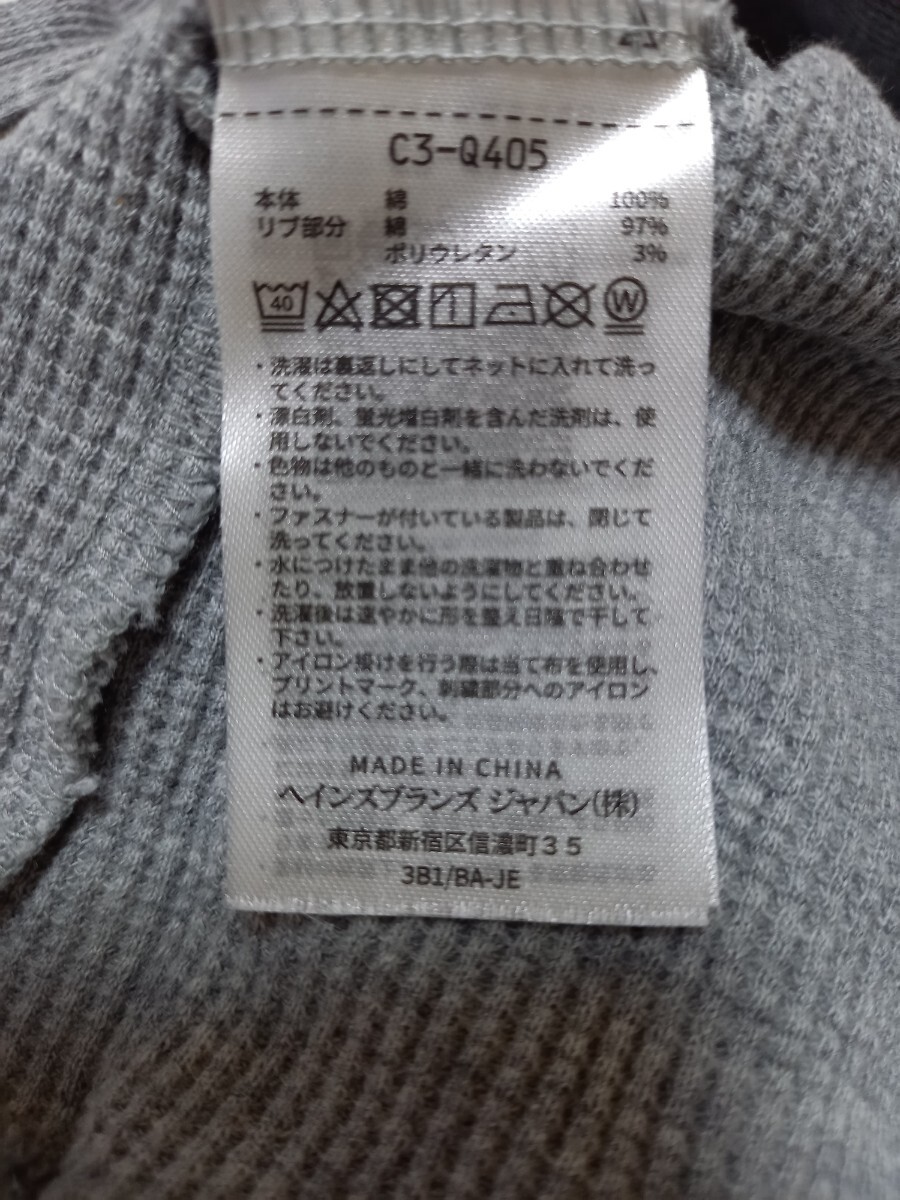 C3-Q405
本体 綿 100%
リブ部分 綿 97%
ポリウレタン 3%
40 W
・洗濯は裏返しにしてネットに入れて洗っ
てください。
・漂白剤、蛍光増白剤を含んだ洗剤は、使
用しないでください。
・色物は他のものと一緒に洗わないでくだ
さい。
・ファスナーが付いている製品は、閉じて
洗ってください。
・水につけたまま他の洗濯物と重ね合わせ
たり、放置しないようにしてください。
・洗濯後は速やかに形を整え日陰で干して
下さい。
・アイロン掛けを行う際は当て布を使用し、
プリントマーク、刺繍部分へのアイロン
はお避けください。
MADE IN CHINA
ヘインズブランズ ジャパン(株)
東京都新宿区信濃町35
3B1/BA-JE